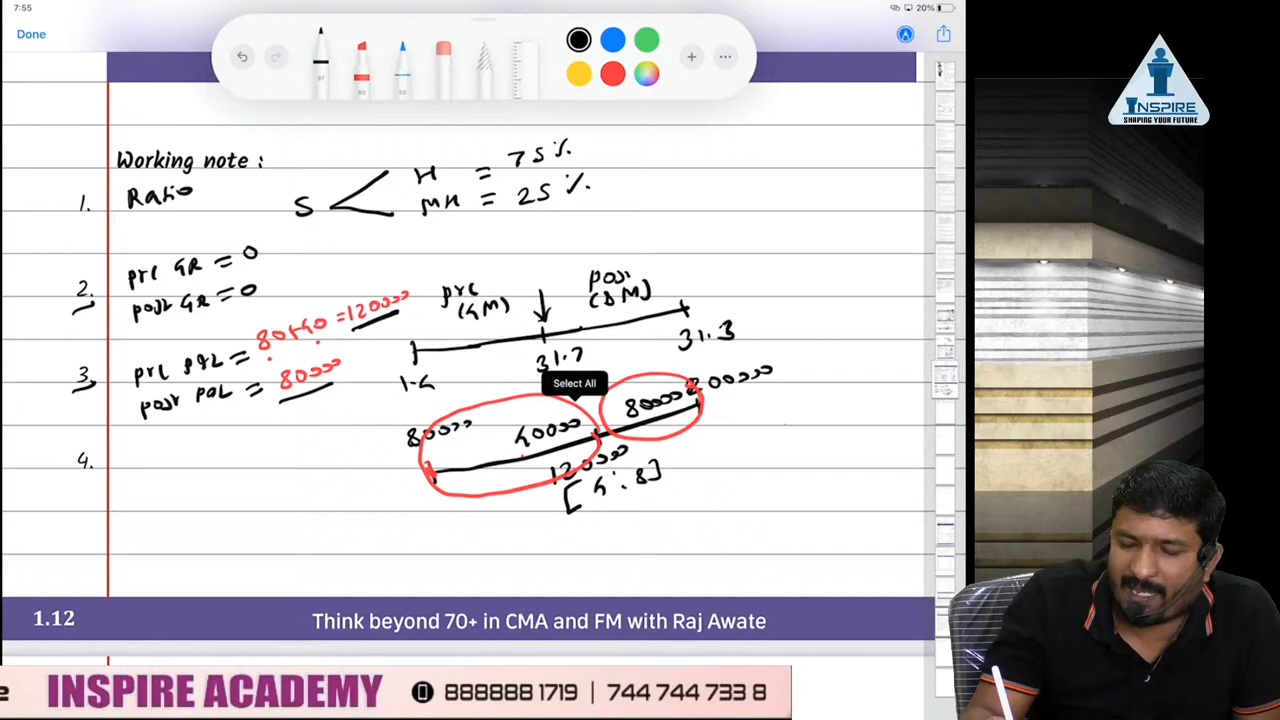 7:55
20%
Done
INSPIRE
SHAPING YOUR FUTURE
Working note :
1. Ratio
S
H = 75 %
MH = 25 %
2. pre GR = 0
post GR = 0
3. pre P&L = 80+40 = 120000
post P&L = 80000
pre (4M)
post (8M)
1.4
31.7
31.3
Select All
80000
40000
80000
200000
120000
[4:8]
4.
1.12
Think beyond 70+ in CMA and FM with Raj Awate
INSPIRE ACADEMY
888888 1719 | 744 744 733 8